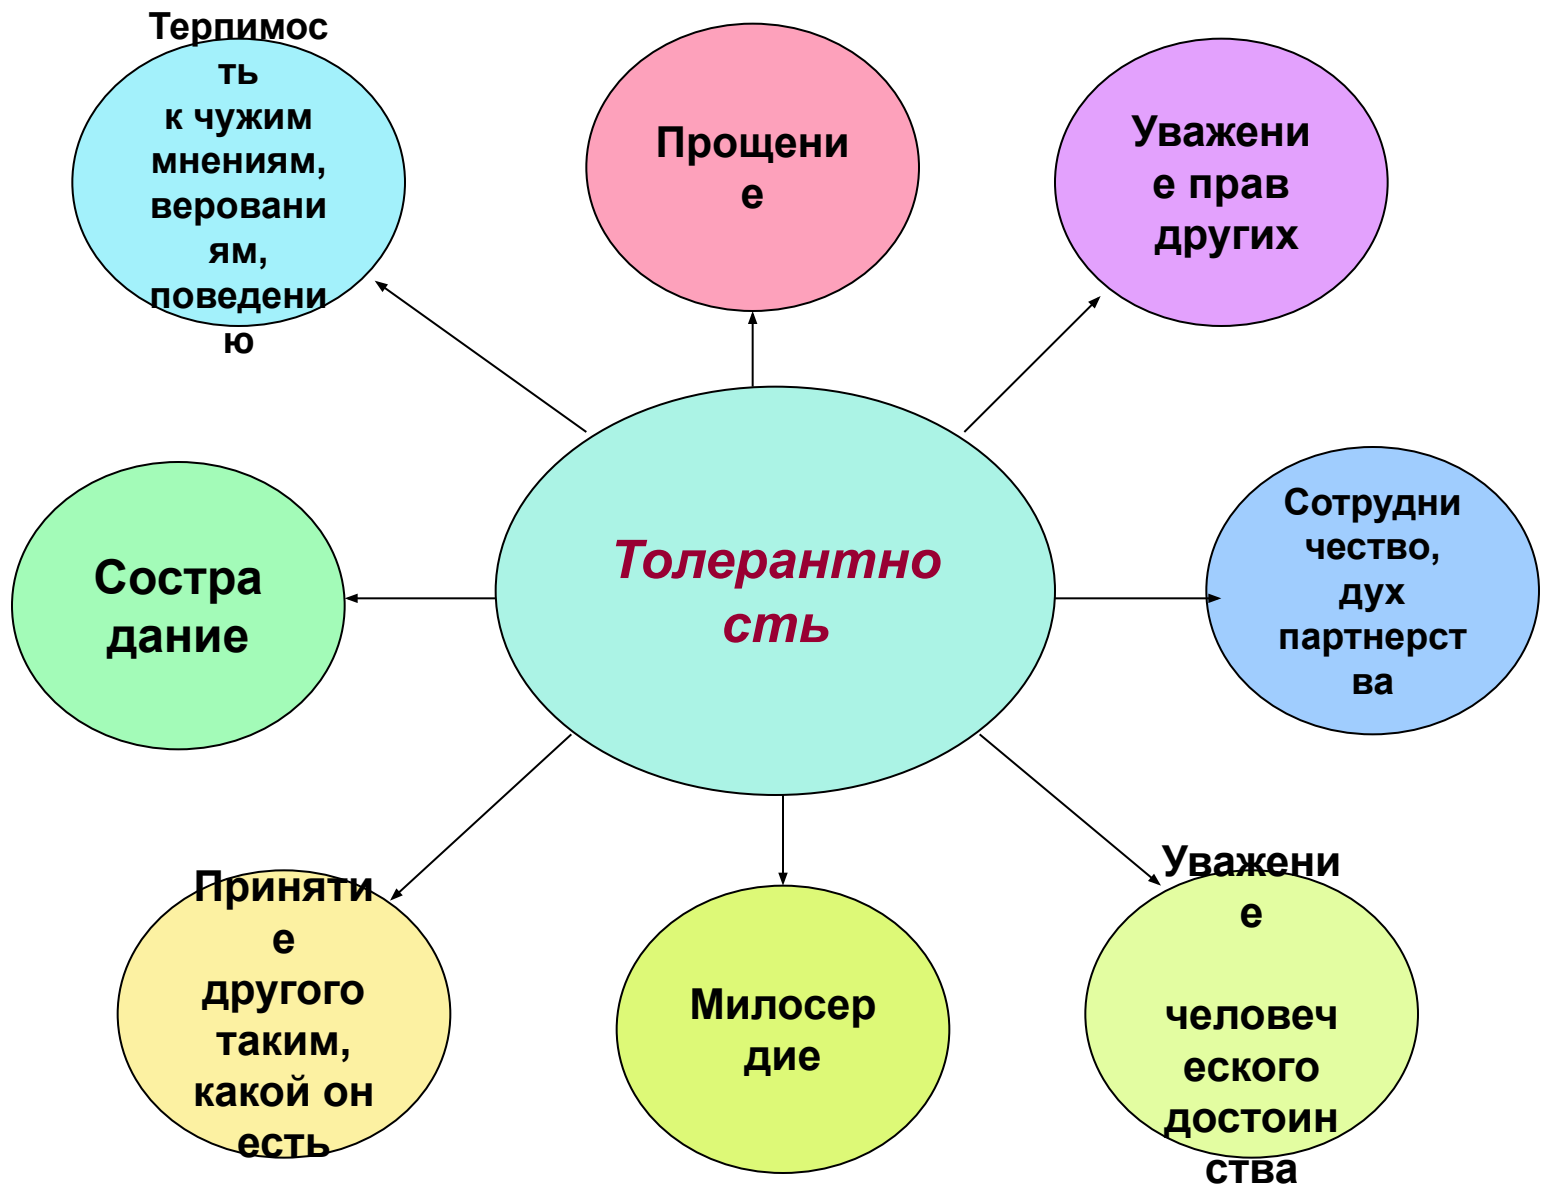 Терпимос
ть
к чужим
мнениям,
веровани
ям,
поведени
ю
Прощени
е
Уважени
е прав
других
Состра
дание
Толерантно
сть
Сотрудни
чество,
дух
партнерст
ва
Приняти
е
другого
таким,
какой он
есть
Милосер
дие
Уважени
е
человеч
еского
достоин
ства